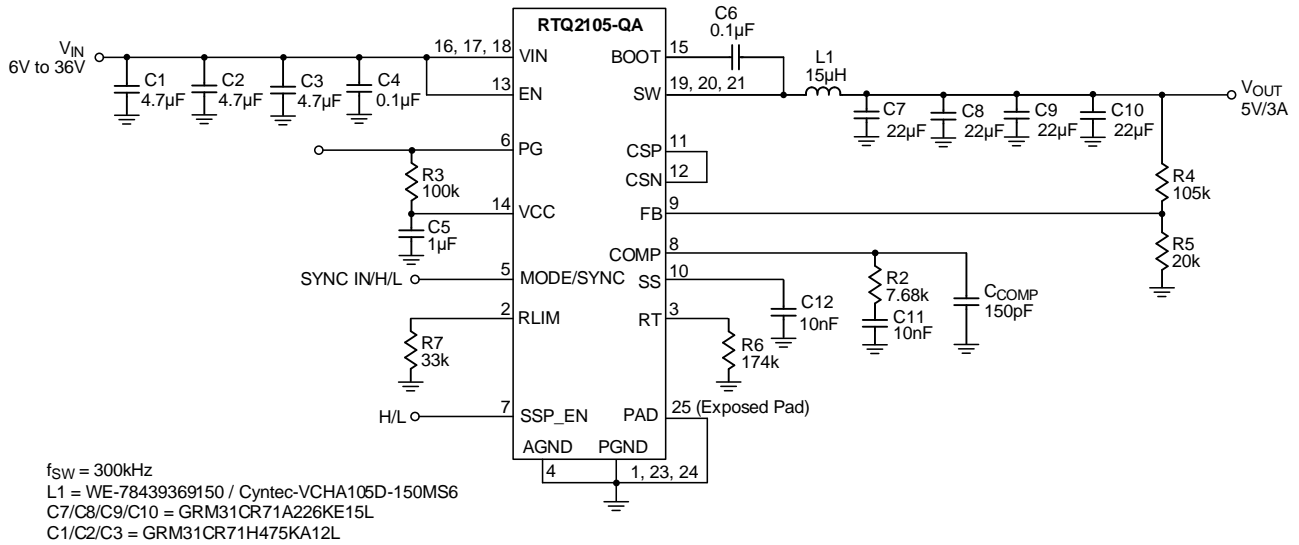 RTQ2105-QA
C6
0.1µF
VIN
6V to 36V
16, 17, 18
VIN
BOOT
15
L1
15µH
C1
4.7µF
C2
4.7µF
C3
4.7µF
C4
0.1µF
13
EN
SW
19, 20, 21
VOUT
5V/3A
C7
22µF
C8
22µF
C9
22µF
C10
22µF
6
PG
CSP
11
CSN
12
R3
100k
R4
105k
14
VCC
FB
9
C5
1µF
R5
20k
COMP
8
SYNC IN/H/L
5
MODE/SYNC
SS
10
R2
7.68k
CCOMP
150pF
C12
10nF
C11
10nF
2
RLIM
RT
3
R7
33k
R6
174k
H/L
7
SSP_EN
PAD
25 (Exposed Pad)
AGND
PGND
4
1, 23, 24
fSW = 300kHz
L1 = WE-78439369150 / Cyntec-VCHA105D-150MS6
C7/C8/C9/C10 = GRM31CR71A226KE15L
C1/C2/C3 = GRM31CR71H475KA12L